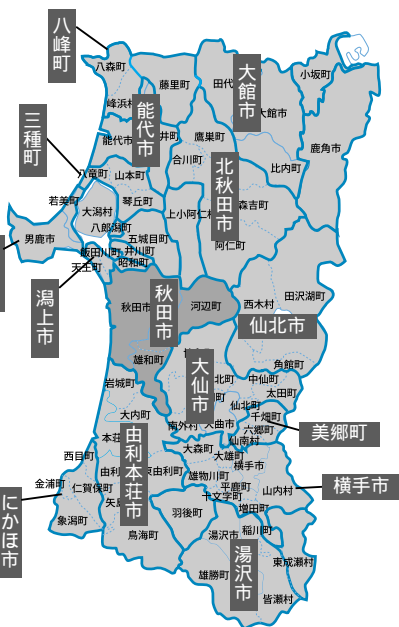 八峰町
八森町
小坂町
藤里町
田代
大館市
大館市
峰浜村
能代市
能代市
井町
鷹巣町
鹿角市
三種町
合川町
比内町
八竜町
山本町
北秋田市
若美町
琴丘町
大潟村
上小阿仁村
森吉町
八郎潟町
男鹿市
五城目町
阿仁町
飯田川町
井川町
昭和町
天王町
潟上市
秋田市
秋田市
河辺町
西木村
田沢湖町
仙北市
雄和町
大仙市
角館町
岩城町
北町
中仙町
太田町
大内町
仙北町
千畑町
南外村
大曲市
六郷町
美郷町
仙南村
由利本荘市
本荘
大森町
西目町
大雄町
横手市
由利
東由利町
雄物川町
平鹿町
山内村
横手市
金浦町
仁賀保町
十文字町
増田町
にかほ市
矢島
羽後町
象潟町
鳥海町
湯沢市
稲川町
湯沢市
東成瀬村
雄勝町
皆瀬村